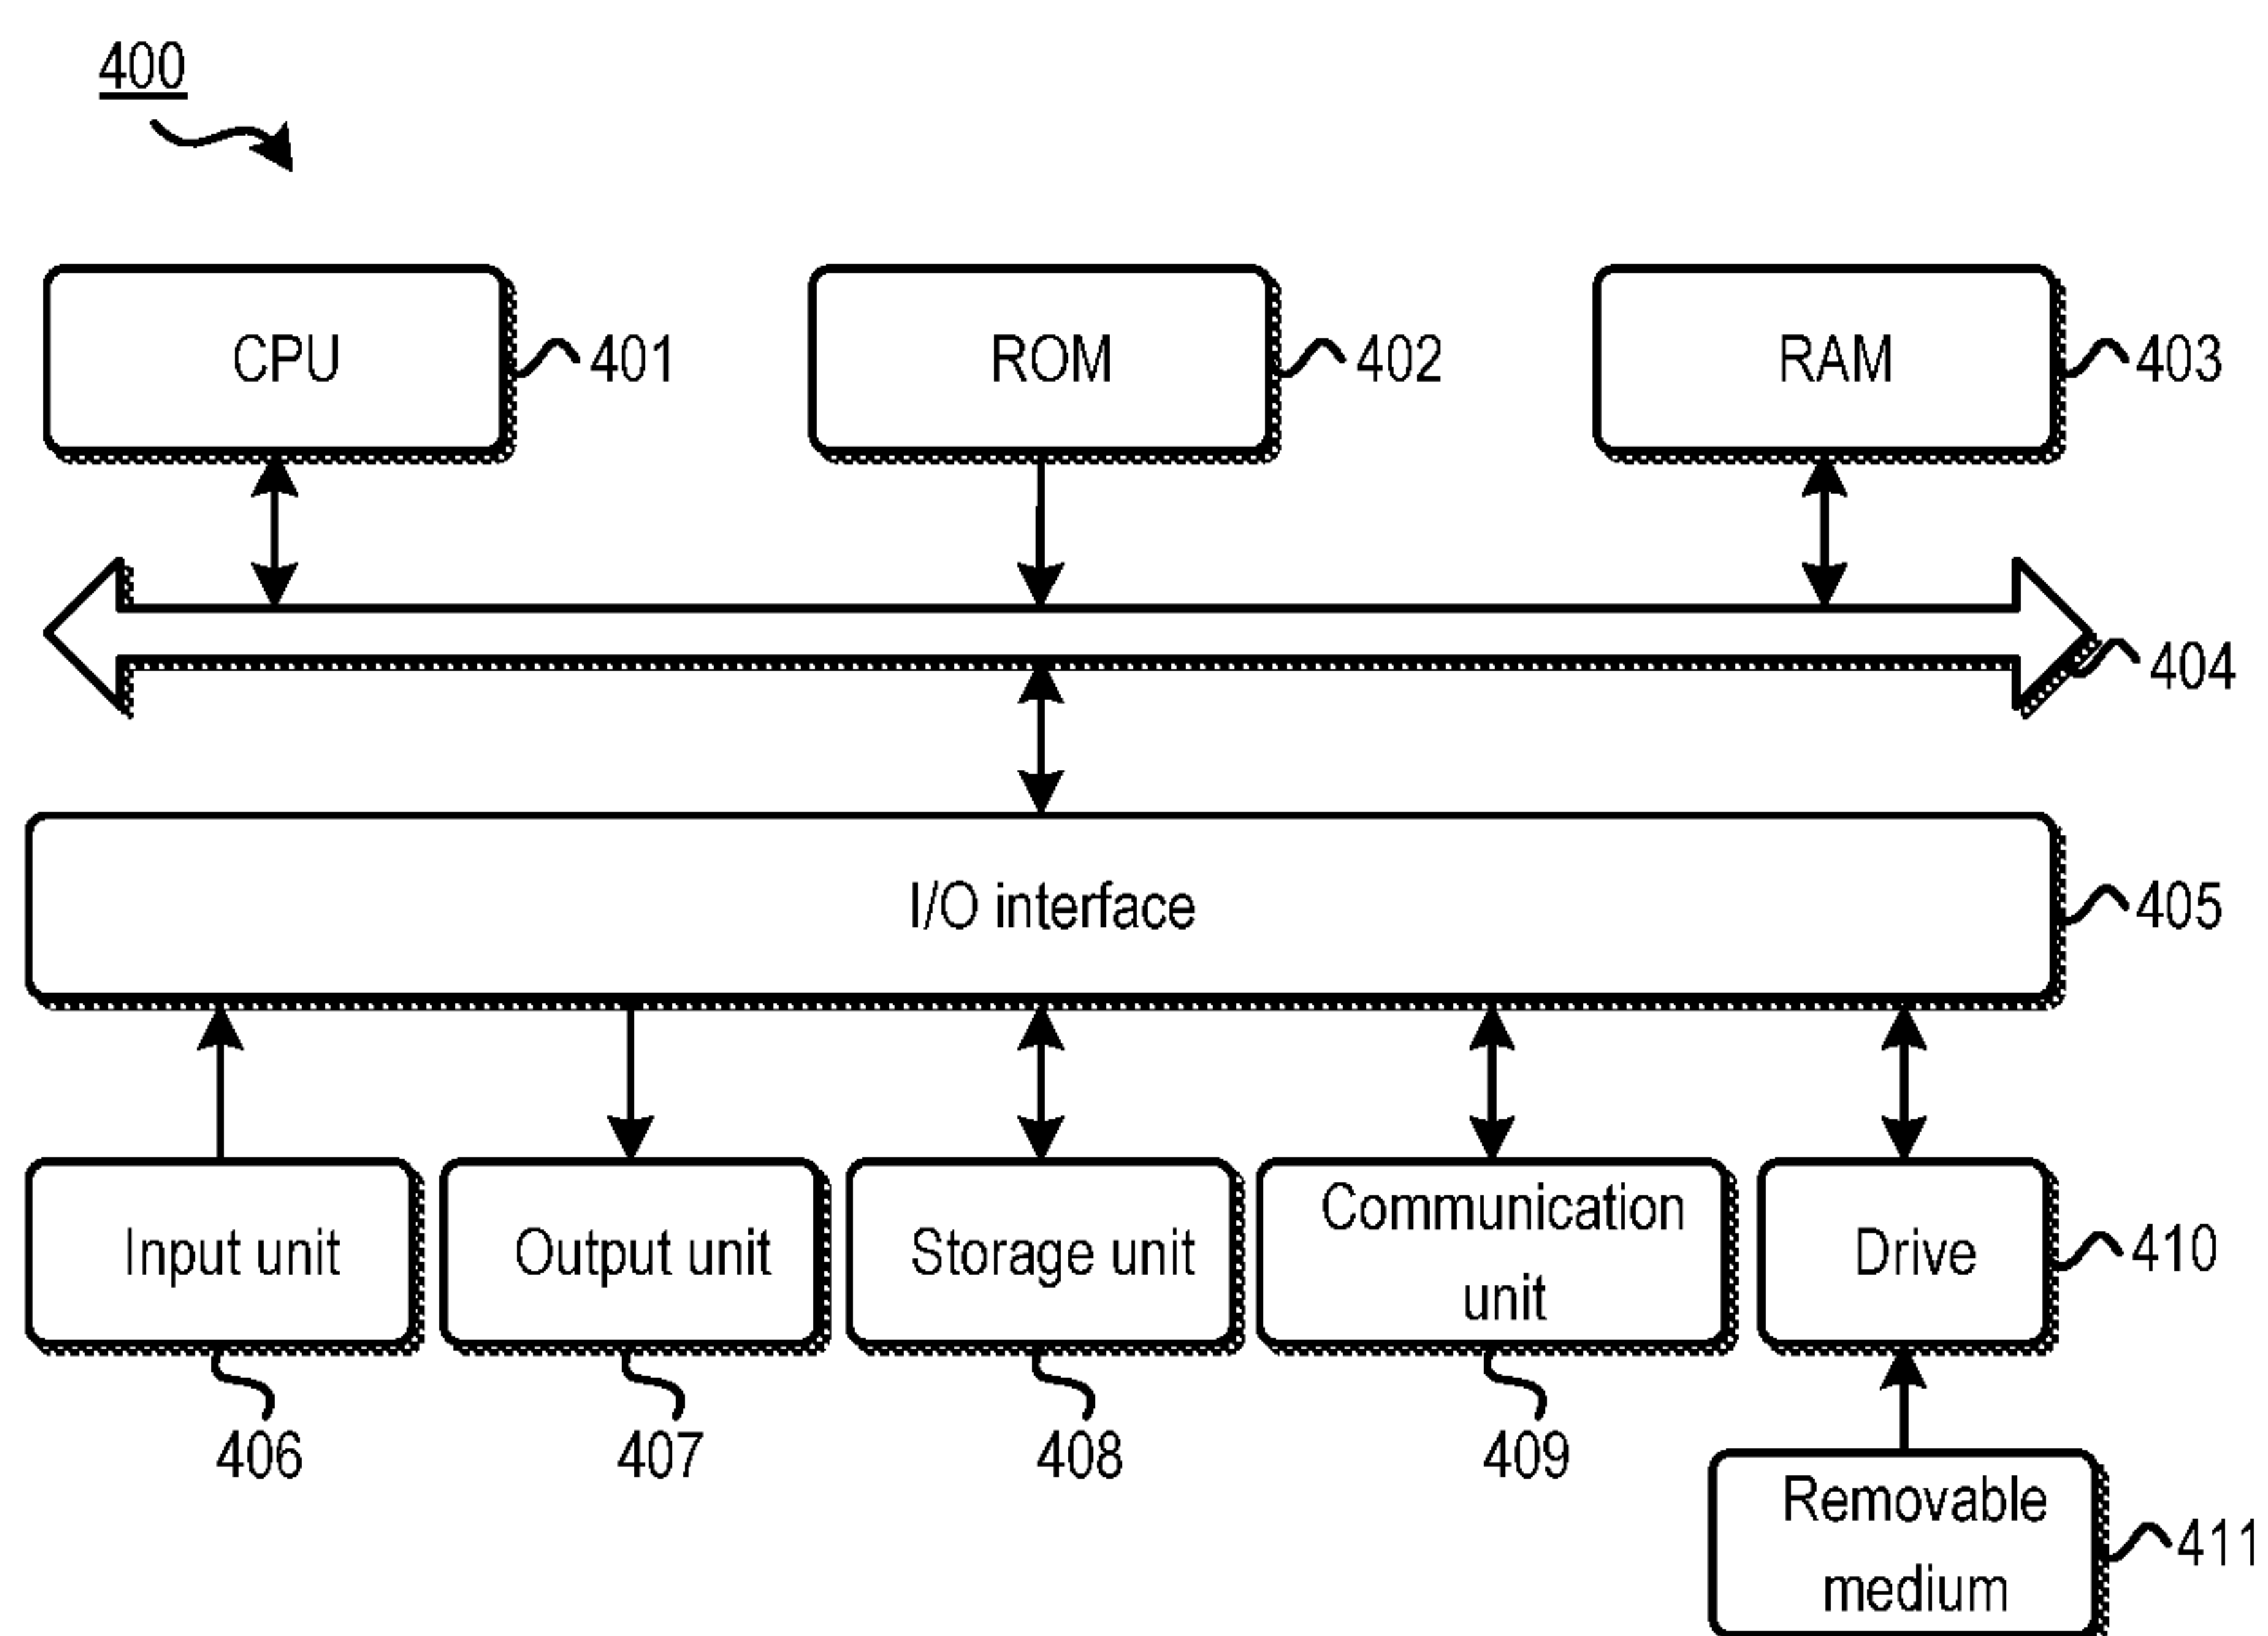 400
CPU
401
ROM
402
RAM
403
404
I/O interface
405
Input unit
Output unit
Storage unit
Communication
unit
Drive
410
406
407
408
409
Removable
medium
411